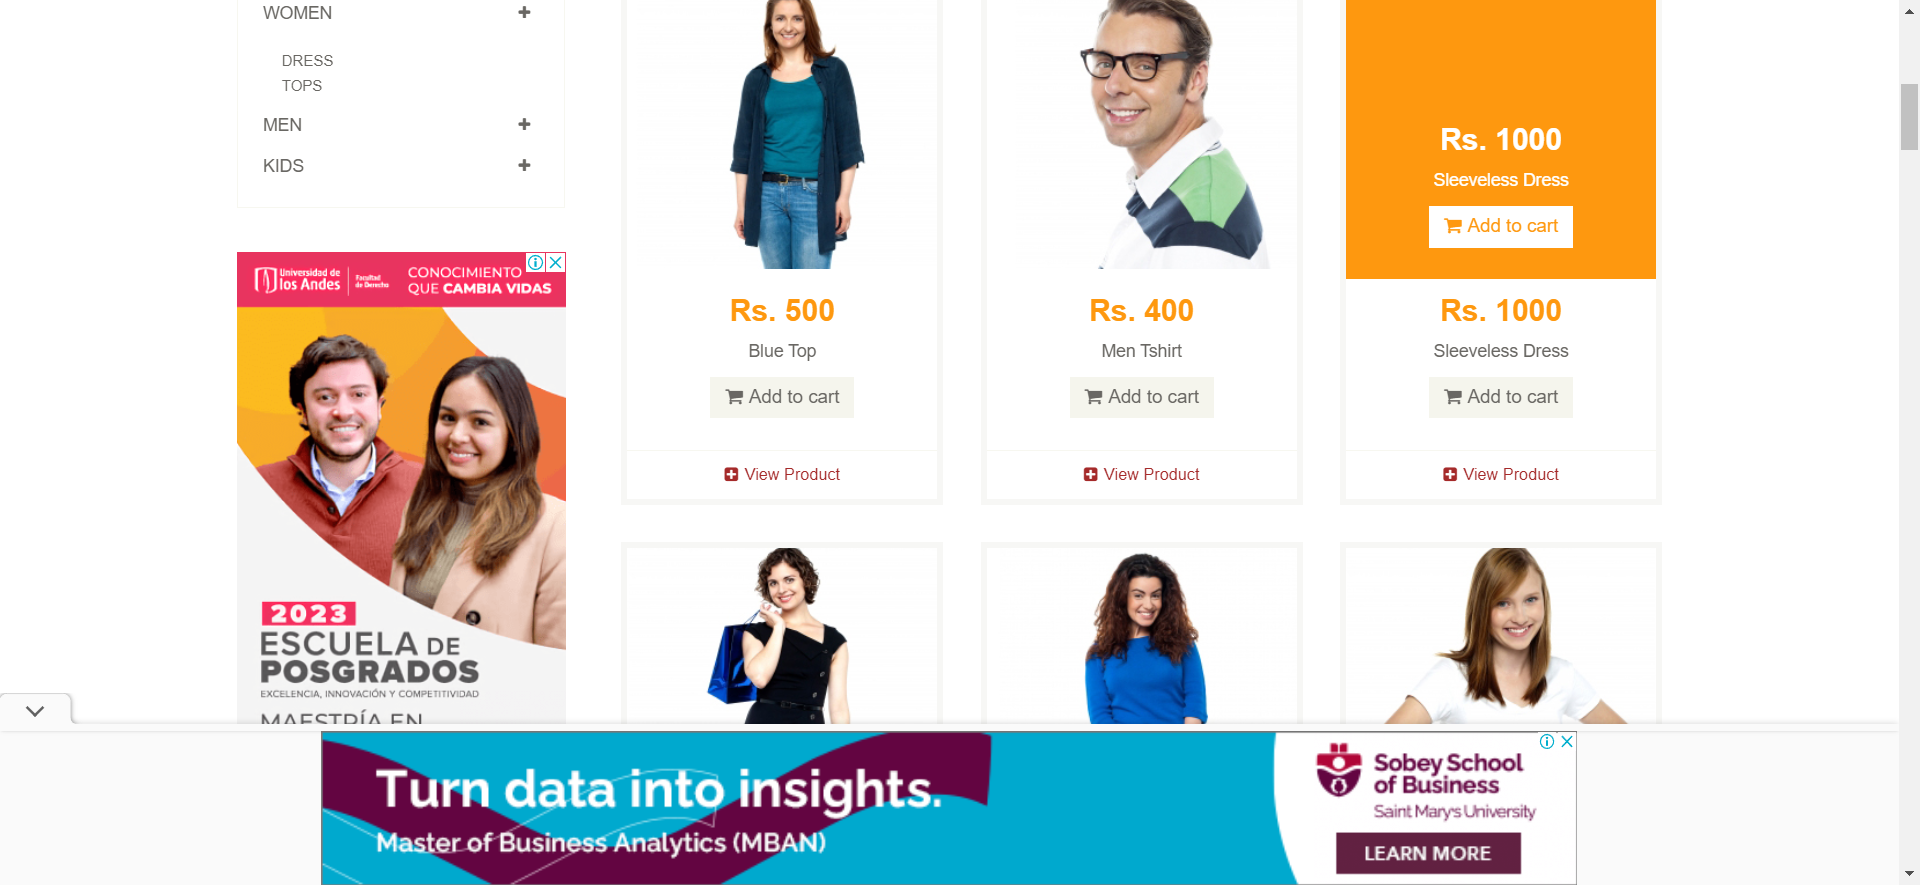 WOMEN
DRESS
TOPS
MEN
KIDS
Universidad de
los Andes
Facultad
de Derecho
CONOCIMIENTO
QUE CAMBIA VIDAS
2023
ESCUELA DE
POSGRADOS
EXCELENCIA, INNOVACIÓN Y COMPETITIVIDAD
MAESTRÍA EN
Rs. 500
Blue Top
Add to cart
View Product
Rs. 400
Men Tshirt
Add to cart
View Product
Rs. 1000
Sleeveless Dress
Add to cart
Rs. 1000
Sleeveless Dress
Add to cart
View Product
Turn data into insights.
Master of Business Analytics (MBAN)
Sobey School
of Business
Saint Mary's University
LEARN MORE